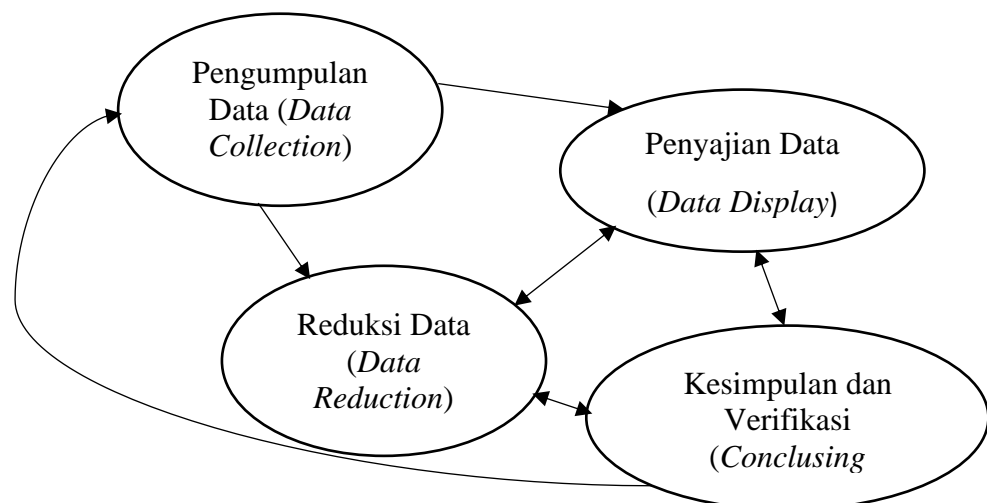 Pengumpulan
Data (Data
Collection)
Penyajian Data
(Data Display)
Reduksi Data
(Data
Reduction)
Kesimpulan dan
Verifikasi
(Conclusing